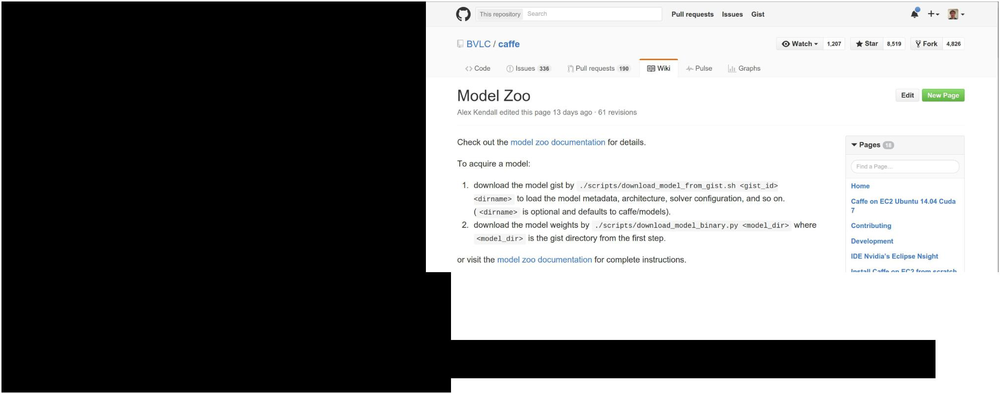 This repository Search Pull requests Issues Gist
BVLC / caffe Watch 1,207 Star 8,519 Fork 4,826
Code Issues 336 Pull requests 190 Wiki Pulse Graphs
Model Zoo Edit New Page
Alex Kendall edited this page 13 days ago · 61 revisions
Check out the model zoo documentation for details.
To acquire a model:
1. download the model gist by ./scripts/download_model_from_gist.sh <gist_id>
<dirname> to load the model metadata, architecture, solver configuration, and so on.
( <dirname> is optional and defaults to caffe/models).
2. download the model weights by ./scripts/download_model_binary.py <model_dir> where
<model_dir> is the gist directory from the first step.
or visit the model zoo documentation for complete instructions.
Pages 18
Find a Page...
Home
Caffe on EC2 Ubuntu 14.04 Cuda
7
Contributing
Development
IDE Nvidia's Eclipse Nsight
Install Caffe on EC2 from scratch